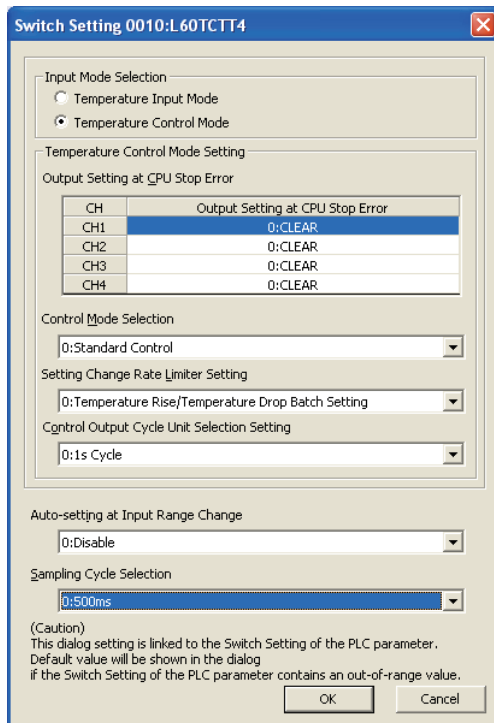 Switch Setting 0010:L60TCTT4
Input Mode Selection
Temperature Input Mode
Temperature Control Mode
Temperature Control Mode Setting
Output Setting at CPU Stop Error
CH Output Setting at CPU Stop Error
CH1 0:CLEAR
CH2 0:CLEAR
CH3 0:CLEAR
CH4 0:CLEAR
Control Mode Selection
0:Standard Control
Setting Change Rate Limiter Setting
0:Temperature Rise/Temperature Drop Batch Setting
Control Output Cycle Unit Selection Setting
0:1s Cycle
Auto-setting at Input Range Change
0:Disable
Sampling Cycle Selection
0:500ms
(Caution)
This dialog setting is linked to the Switch Setting of the PLC parameter.
Default value will be shown in the dialog
if the Switch Setting of the PLC parameter contains an out-of-range value.
OK Cancel